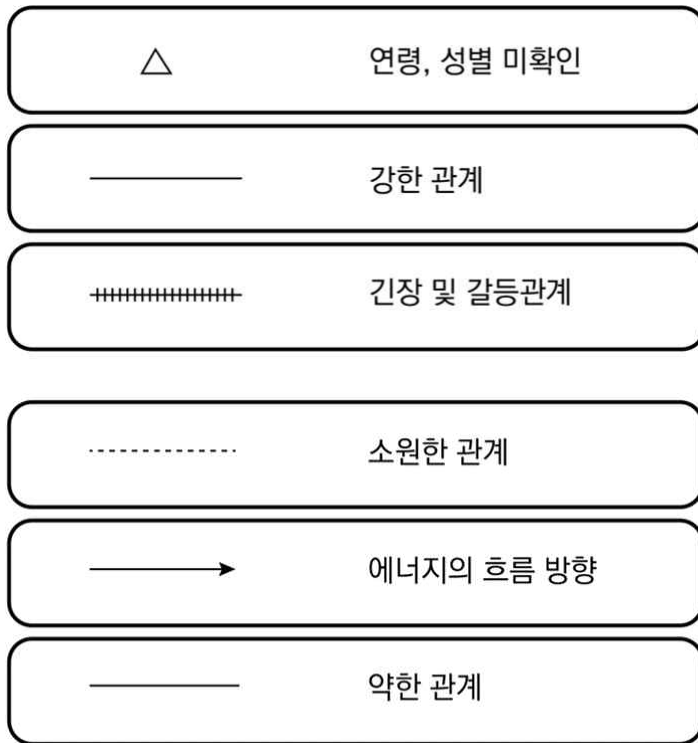 연령, 성별 미확인
강한 관계
긴장 및 갈등관계
소원한 관계
에너지의 흐름 방향
약한 관계